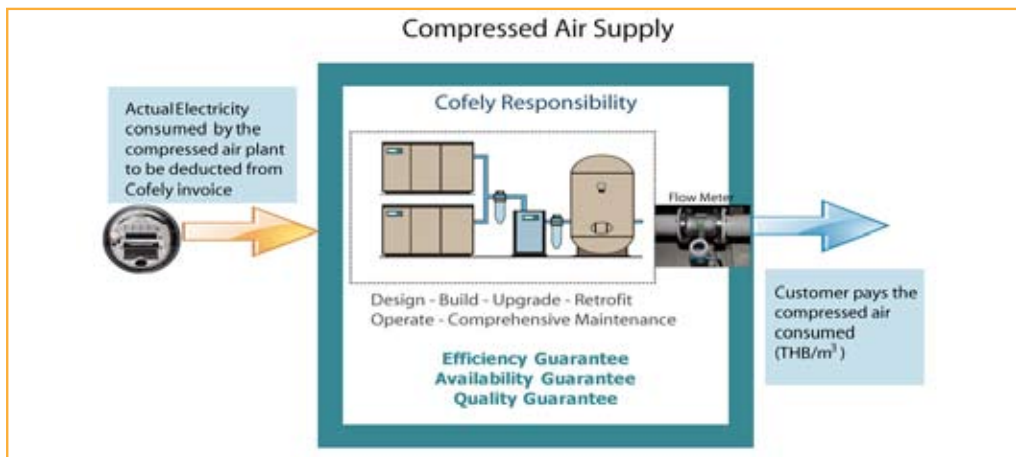 Compressed Air Supply
Actual Electricity
consumed by the
compressed air plant
to be deducted from
Cofely invoice
Cofely Responsibility
Flow Meter
Design - Build - Upgrade - Retrofit
Operate - Comprehensive Maintenance
Efficiency Guarantee
Availability Guarantee
Quality Guarantee
Customer pays the
compressed air
consumed
(THB/m³)